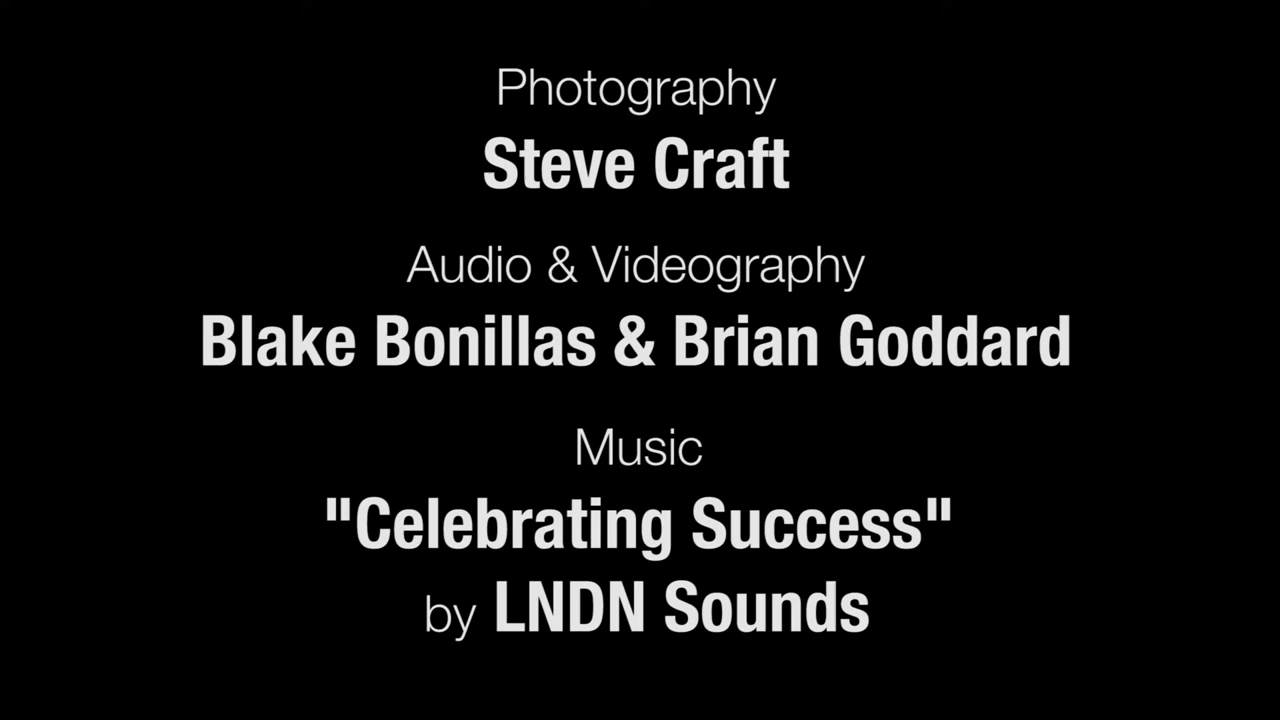 Photography
Steve Craft
Audio & Videography
Blake Bonillas & Brian Goddard
Music
"Celebrating Success"
by LNDN Sounds